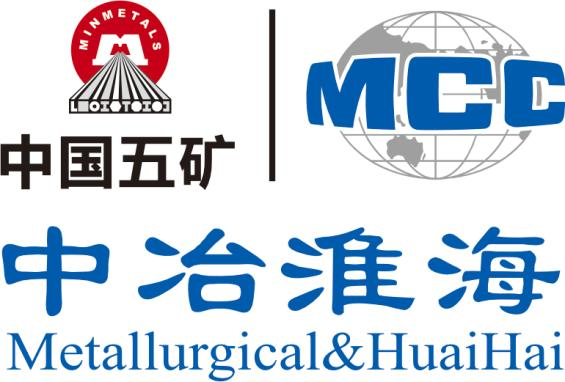 MINMETALS
M
中国五矿
MCC
中冶淮海
Metallurgical&HuaiHai